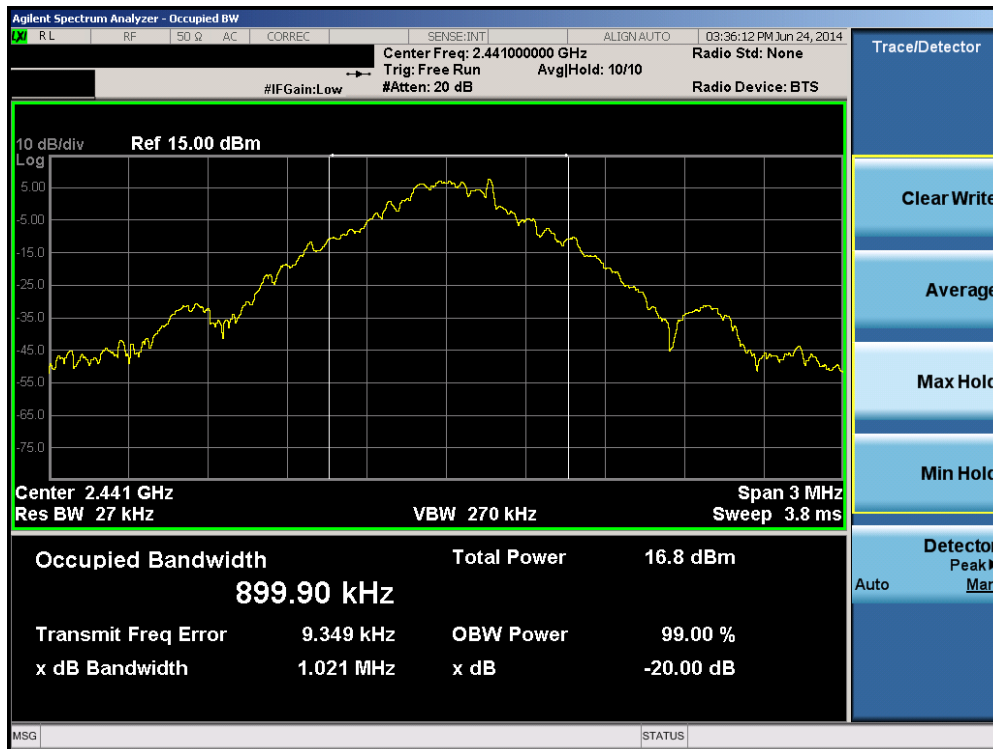 Agilent Spectrum Analyzer - Occupied BW
LXI RL RF 50 Ω AC CORREC SENSE:INT ALIGN AUTO 03:36:12 PM Jun 24, 2014
Center Freq: 2.441000000 GHz Radio Std: None
Trig: Free Run Avg|Hold: 10/10
#IFGain:Low #Atten: 20 dB Radio Device: BTS
Trace/Detector
10 dB/div Ref 15.00 dBm
Log
5.00
-5.00
-15.0
-25.0
-35.0
-45.0
-55.0
-65.0
-75.0
Center 2.441 GHz Span 3 MHz
Res BW 27 kHz VBW 270 kHz Sweep 3.8 ms
Occupied Bandwidth Total Power 16.8 dBm
899.90 kHz
Transmit Freq Error 9.349 kHz OBW Power 99.00 %
x dB Bandwidth 1.021 MHz x dB -20.00 dB
Clear Write
Average
Max Hold
Min Hold
Detector
Peak
Auto Man
MSG STATUS